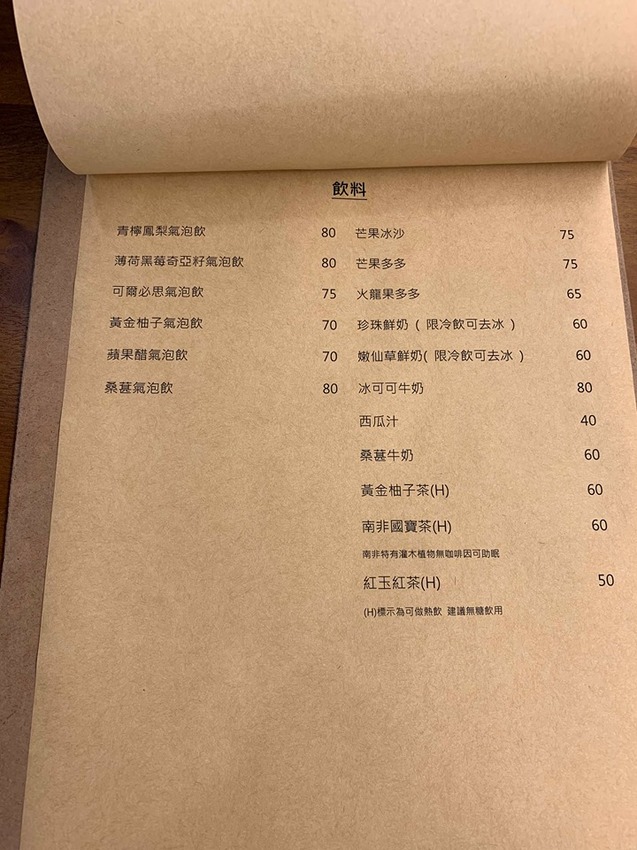 飲料
青檸鳳梨氣泡飲 80
薄荷黑莓奇亞籽氣泡飲 80
可爾必思氣泡飲 75
黃金柚子氣泡飲 70
蘋果醋氣泡飲 70
桑葚氣泡飲 80
芒果冰沙 75
芒果多多 75
火龍果多多 65
珍珠鮮奶 ( 限冷飲可去冰 ) 60
嫩仙草鮮奶( 限冷飲可去冰 ) 60
冰可可牛奶 80
西瓜汁 40
桑葚牛奶 60
黃金柚子茶(H) 60
南非國寶茶(H) 60
南非特有灌木植物無咖啡因可助眠
紅玉紅茶(H) 50
(H)標示為可做熱飲 建議無糖飲用